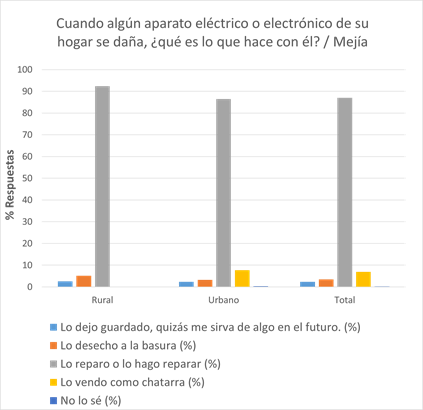 Cuando algún aparato eléctrico o electrónico de su
hogar se daña, ¿qué es lo que hace con él? / Mejía
% Respuestas
100
90
80
70
60
50
40
30
20
10
0
Rural
Urbano
Total
Lo dejo guardado, quizás me sirva de algo en el futuro. (%)
Lo desecho a la basura (%)
Lo reparo o lo hago reparar (%)
Lo vendo como chatarra (%)
No lo sé (%)